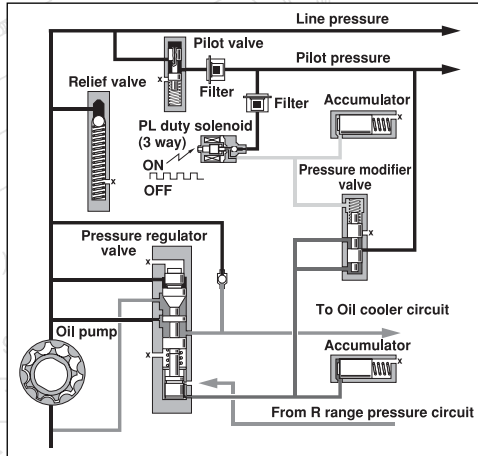 Line pressure
Pilot valve
Pilot pressure
Relief valve
Filter
Filter
Accumulator
PL duty solenoid
(3 way)
ON
OFF
Pressure modifier
valve
Pressure regulator
valve
To Oil cooler circuit
Oil pump
Accumulator
From R range pressure circuit
x
x
x
x
x
x
x